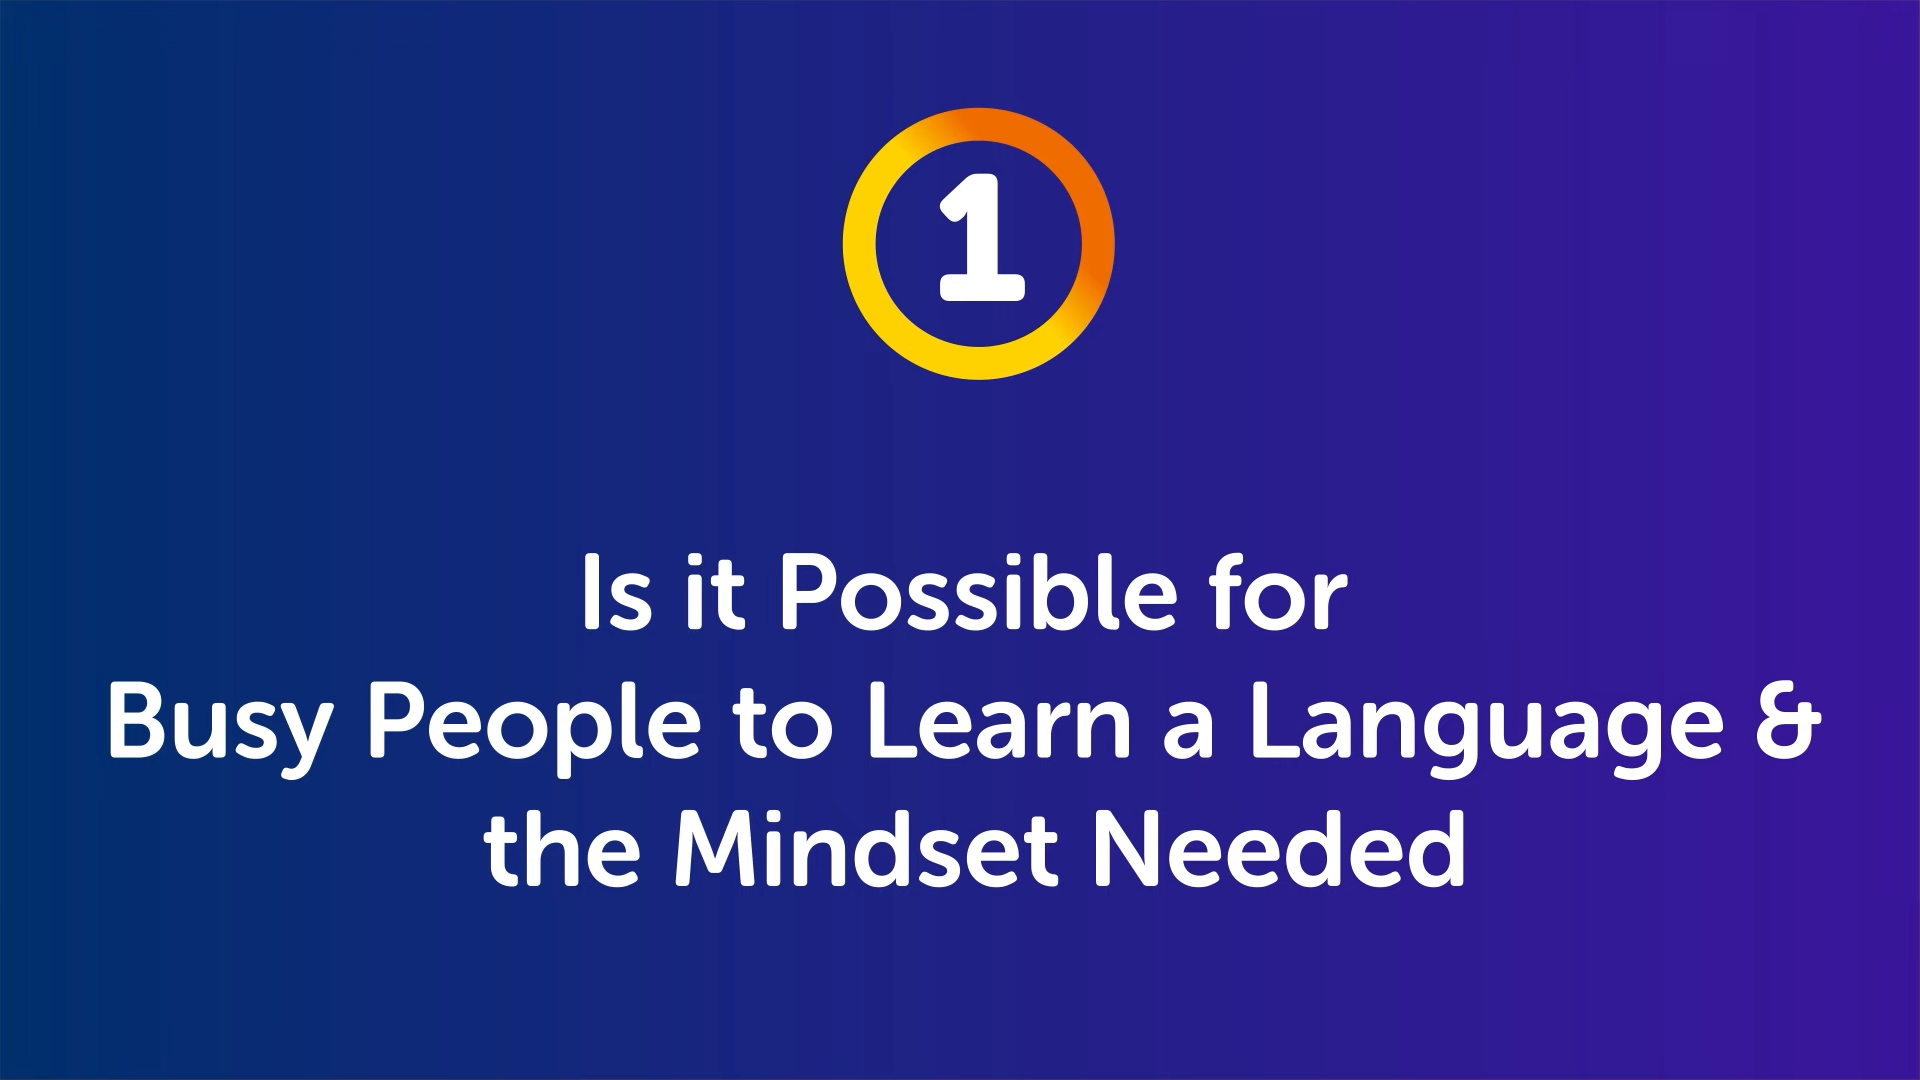 1
Is it Possible for
Busy People to Learn a Language &
the Mindset Needed